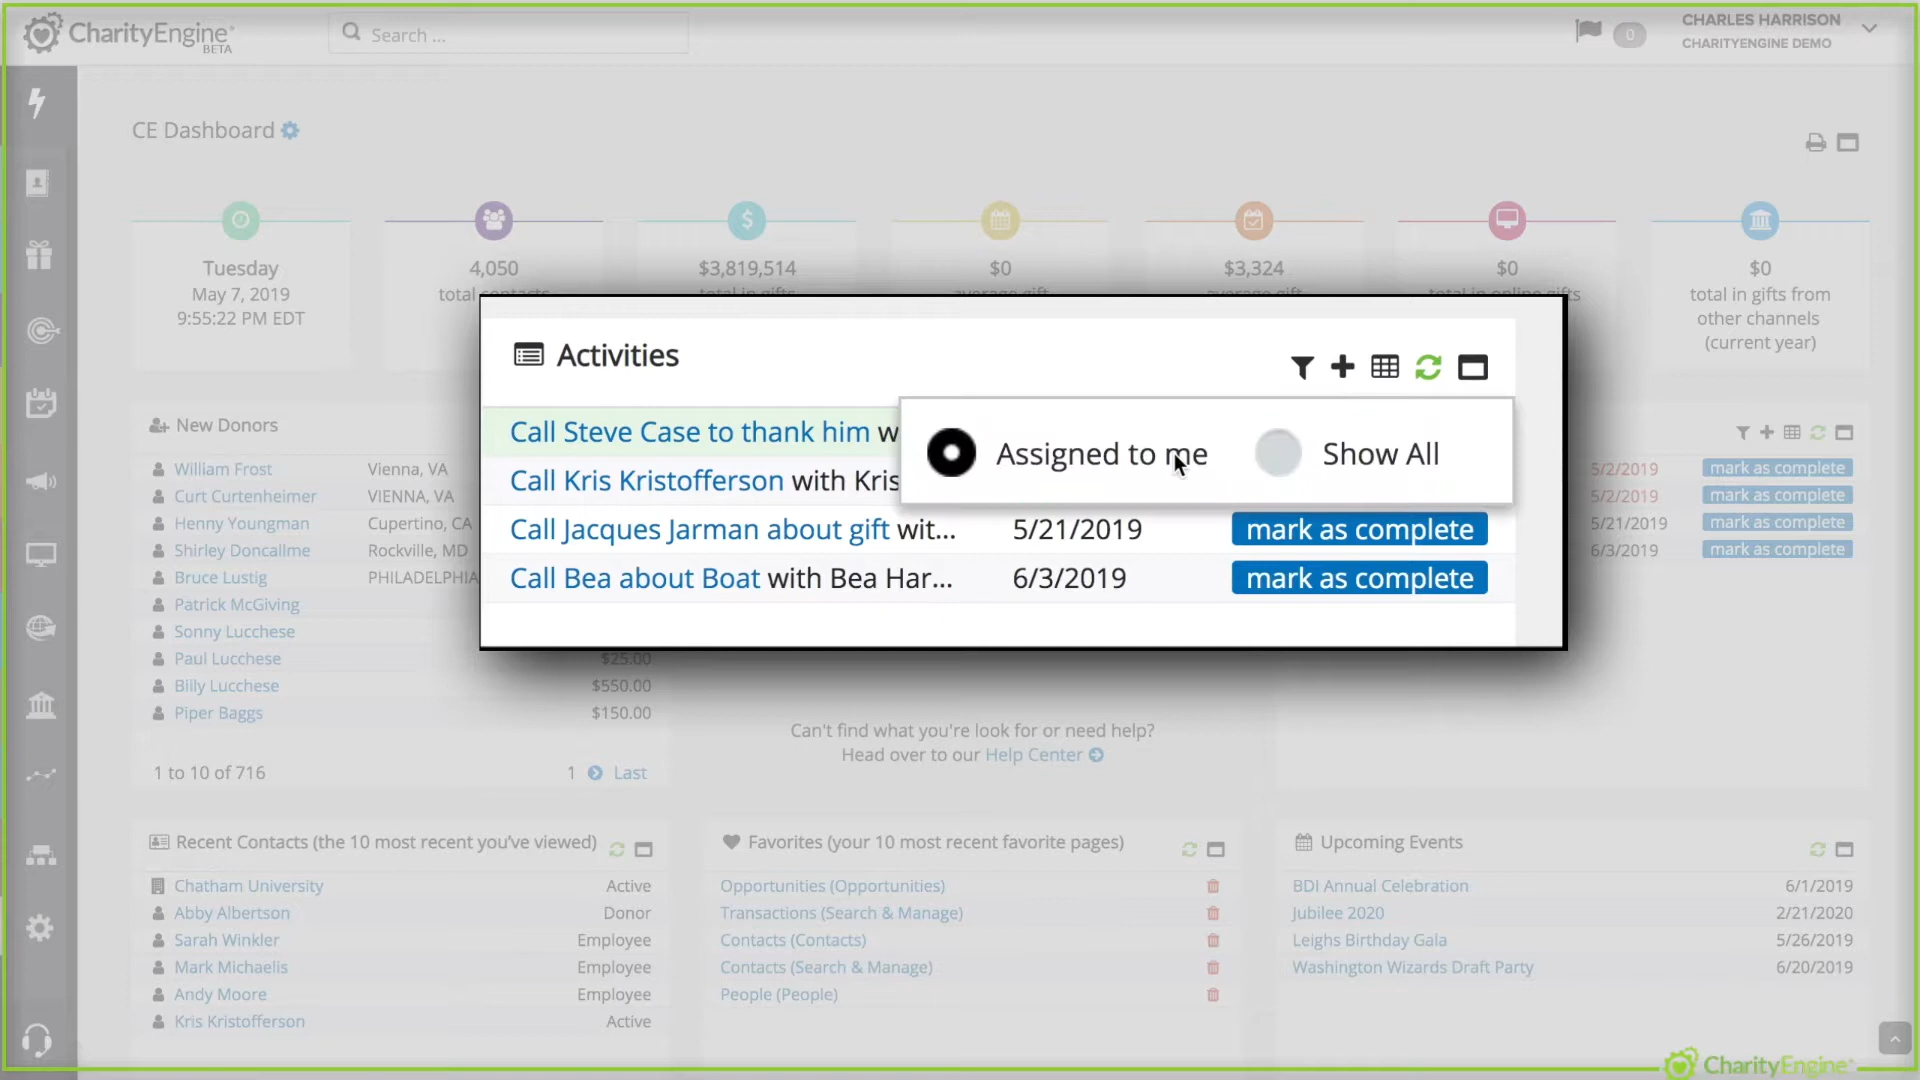 CharityEngine
BETA
Search ...
0
CHARLES HARRISON
CHARITYENGINE DEMO
CE Dashboard
Tuesday
May 7, 2019
9:55:22 PM EDT
4,050
total contacts
$3,819,514
total in gifts
$0
average gift
$3,324
average gift
$0
total in online gifts
$0
total in gifts from
other channels
(current year)
Activities
Assigned to me
Show All
Call Steve Case to thank him w
Call Kris Kristofferson with Kris
Call Jacques Jarman about gift wit... 5/21/2019 mark as complete
Call Bea about Boat with Bea Har... 6/3/2019 mark as complete
New Donors
William Frost Vienna, VA
Curt Curtenheimer VIENNA, VA
Henny Youngman Cupertino, CA
Shirley Doncallme Rockville, MD
Bruce Lustig PHILADELPHIA
Patrick McGiving
Sonny Lucchese
Paul Lucchese $25.00
Billy Lucchese $550.00
Piper Baggs $150.00
1 to 10 of 716 1 Last
5/2/2019 mark as complete
5/2/2019 mark as complete
5/21/2019 mark as complete
6/3/2019 mark as complete
Can't find what you're look for or need help?
Head over to our Help Center
Recent Contacts (the 10 most recent you've viewed)
Chatham University Active
Abby Albertson Donor
Sarah Winkler Employee
Mark Michaelis Employee
Andy Moore Employee
Kris Kristofferson Active
Favorites (your 10 most recent favorite pages)
Opportunities (Opportunities)
Transactions (Search & Manage)
Contacts (Contacts)
Contacts (Search & Manage)
People (People)
Upcoming Events
BDI Annual Celebration 6/1/2019
Jubilee 2020 2/21/2020
Leighs Birthday Gala 5/26/2019
Washington Wizards Draft Party 6/20/2019
CharityEngine